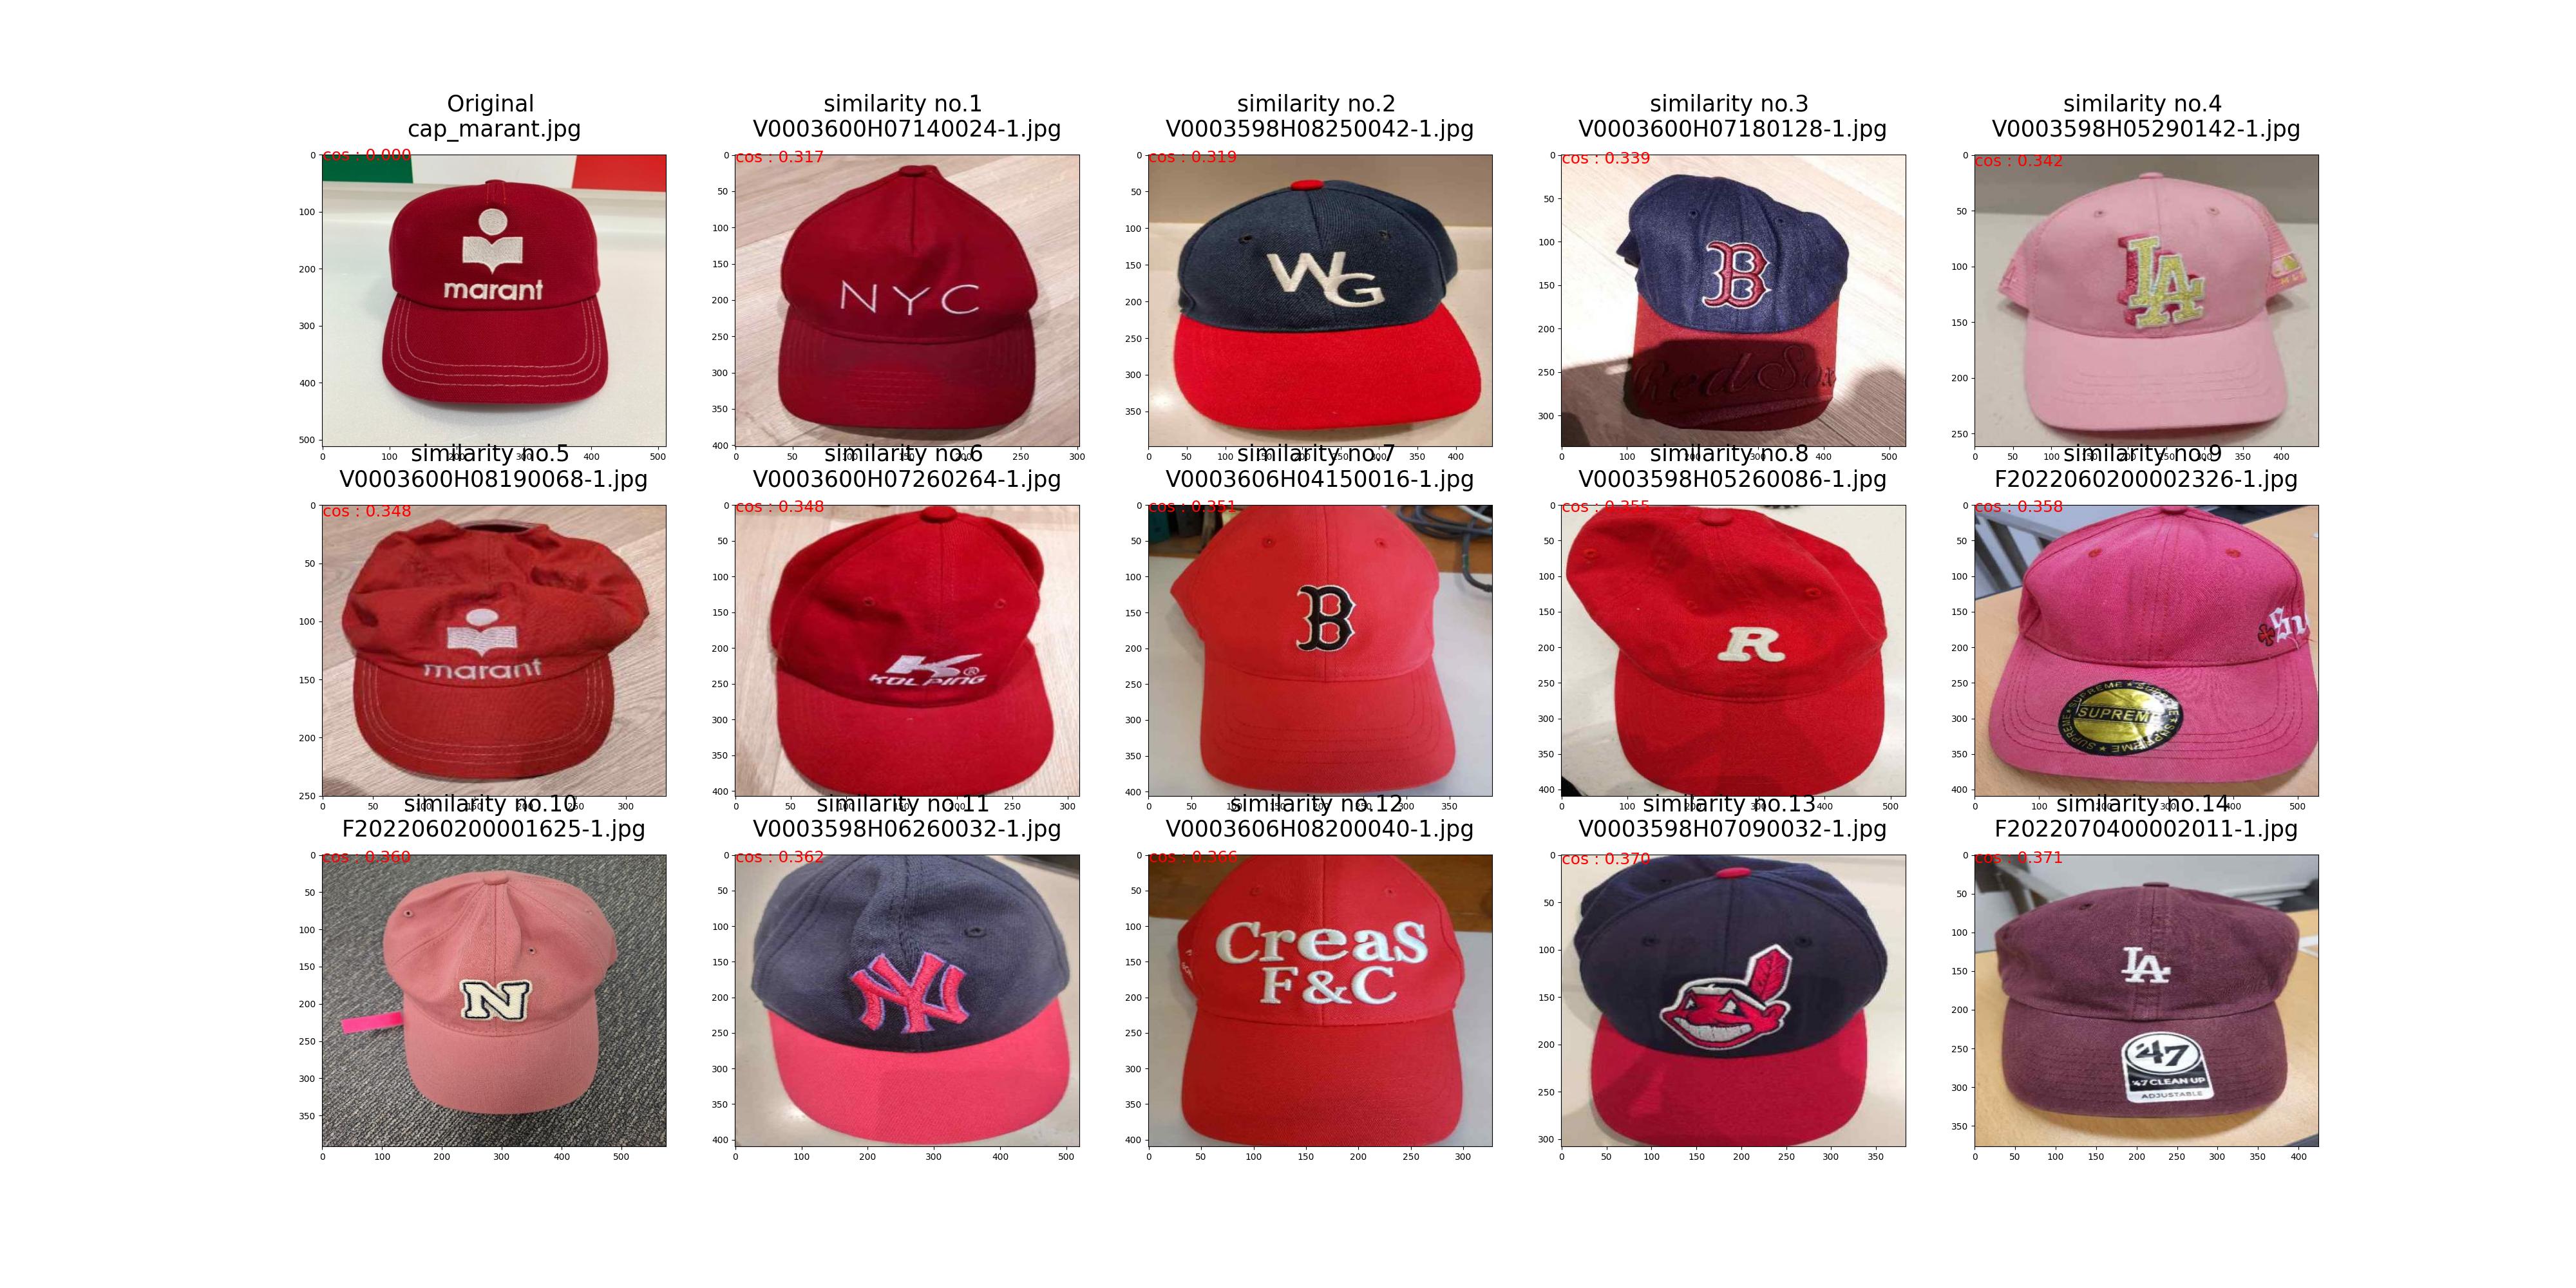 Original
cap_marant.jpg
cos : 0.000
marant
similarity no.1
V0003600H07140024-1.jpg
cos : 0.317
NYC
similarity no.2
V0003598H08250042-1.jpg
cos : 0.319
WG
similarity no.3
V0003600H07180128-1.jpg
cos : 0.339
B
Red Sox
similarity no.4
V0003598H05290142-1.jpg
cos : 0.342
LA
similarity no.5
V0003600H08190068-1.jpg
cos : 0.348
marant
similarity no.6
V0003600H07260264-1.jpg
cos : 0.348
K®
KOLPING
similarity no.7
V0003606H04150016-1.jpg
cos : 0.351
B
similarity no.8
V0003598H05260086-1.jpg
cos : 0.355
R
similarity no.9
F2022060200002326-1.jpg
cos : 0.358
Su
SUPREME
similarity no.10
F2022060200001625-1.jpg
cos : 0.360
N
similarity no.11
V0003598H06260032-1.jpg
cos : 0.362
NY
similarity no.12
V0003606H08200040-1.jpg
cos : 0.366
Creas
F&C
similarity no.13
V0003598H07090032-1.jpg
cos : 0.370
similarity no.14
F2022070400002011-1.jpg
cos : 0.371
LA
'47
'47 CLEAN UP
ADJUSTABLE